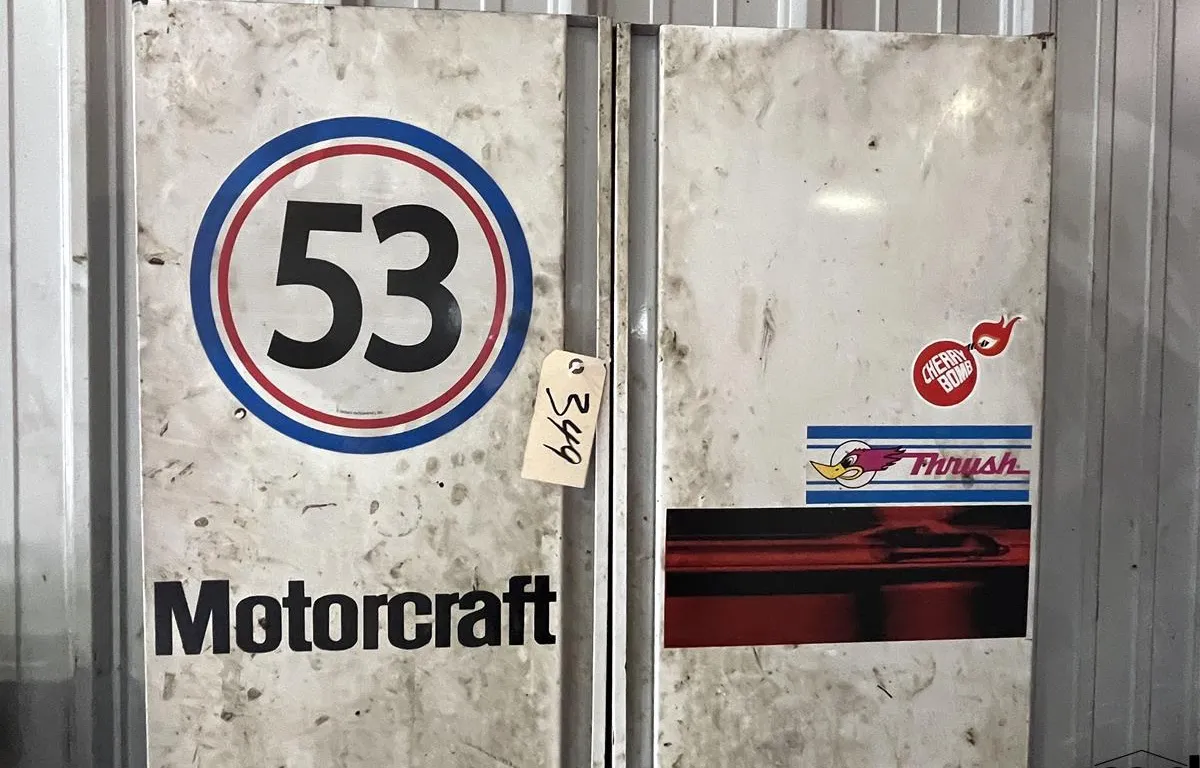 53
Motorcraft
349
CHERRY
BOMB
Thrush